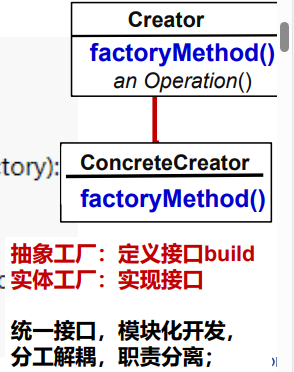 Creator
factoryMethod()
an Operation()
tory):
ConcreteCreator
factoryMethod()
抽象工厂：定义接口build
实体工厂：实现接口
统一接口，模块化开发，
分工解耦，职责分离；